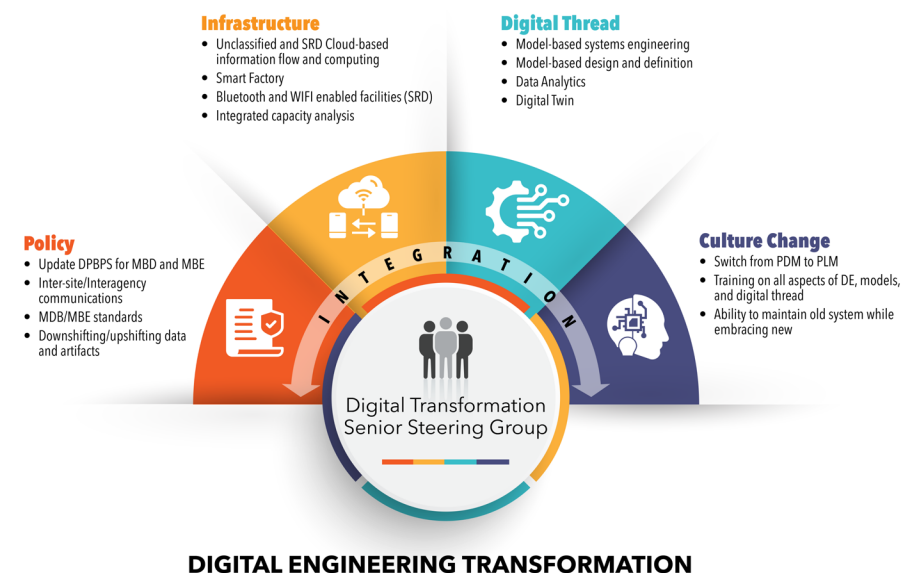 Infrastructure
• Unclassified and SRD Cloud-based
information flow and computing
• Smart Factory
• Bluetooth and WIFI enabled facilities (SRD)
• Integrated capacity analysis
Digital Thread
• Model-based systems engineering
• Model-based design and definition
• Data Analytics
• Digital Twin
Policy
• Update DPBPS for MBD and MBE
• Inter-site/Interagency
communications
• MDB/MBE standards
• Downshifting/upshifting data
and artifacts
Culture Change
• Switch from PDM to PLM
• Training on all aspects of DE, models,
and digital thread
• Ability to maintain old system while
embracing new
INTEGRATION
Digital Transformation
Senior Steering Group
DIGITAL ENGINEERING TRANSFORMATION